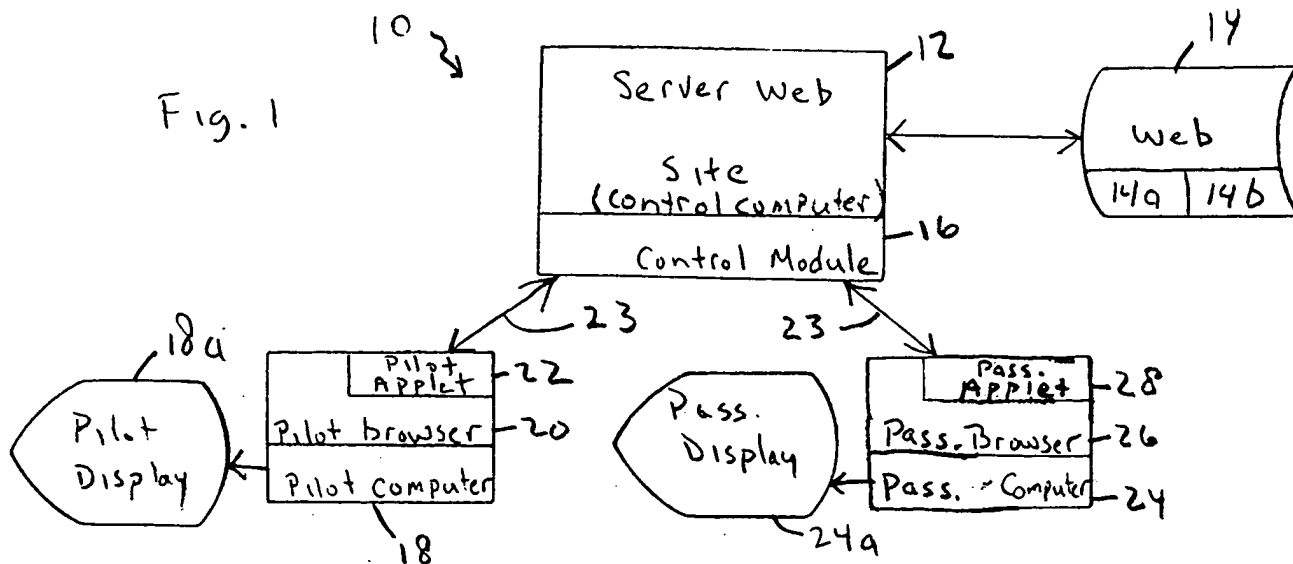 10
12
14
Fig. 1
Server Web
Site
(Control computer)
Web
14a 14b
16
Control Module
23
23
18a
Pilot
Applet
22
Pilot browser
20
Pilot Computer
18
Pilot
Display
Pass.
Display
24a
Pass.
Applet
28
Pass. Browser
26
Pass. Computer
24